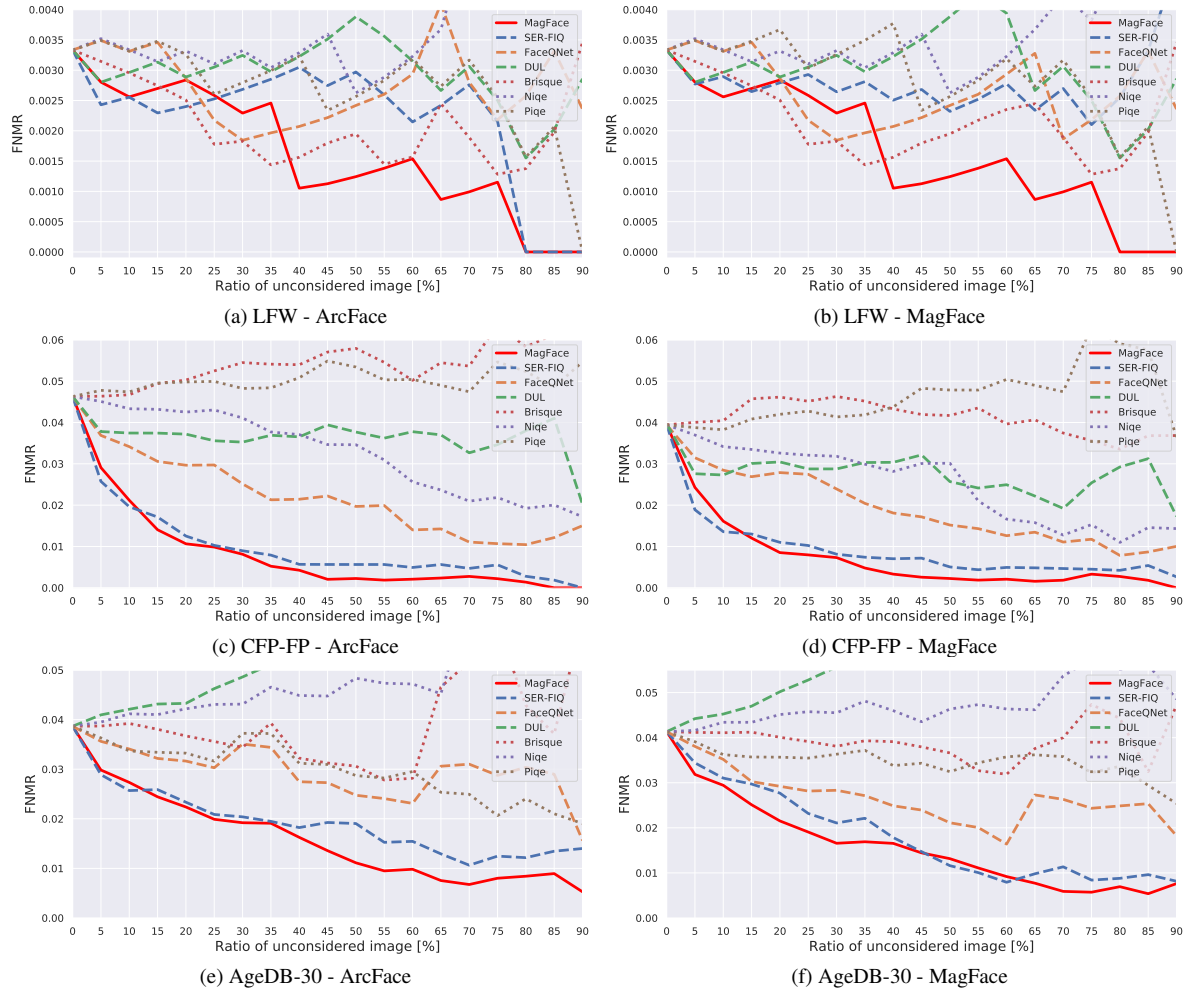 0.0040
0.0035
0.0030
0.0025
0.0020
0.0015
0.0010
0.0005
0.0000
FNMR
MagFace
SER-FIQ
FaceQNet
DUL
Brisque
Niqe
Piqe
0 5 10 15 20 25 30 35 40 45 50 55 60 65 70 75 80 85 90
Ratio of unconsidered image [%]
(a) LFW - ArcFace
0.0040
0.0035
0.0030
0.0025
0.0020
0.0015
0.0010
0.0005
0.0000
FNMR
MagFace
SER-FIQ
FaceQNet
DUL
Brisque
Niqe
Piqe
0 5 10 15 20 25 30 35 40 45 50 55 60 65 70 75 80 85 90
Ratio of unconsidered image [%]
(b) LFW - MagFace
0.06
0.05
0.04
0.03
0.02
0.01
0.00
FNMR
MagFace
SER-FIQ
FaceQNet
DUL
Brisque
Niqe
Piqe
0 5 10 15 20 25 30 35 40 45 50 55 60 65 70 75 80 85 90
Ratio of unconsidered image [%]
(c) CFP-FP - ArcFace
0.06
0.05
0.04
0.03
0.02
0.01
0.00
FNMR
MagFace
SER-FIQ
FaceQNet
DUL
Brisque
Niqe
Piqe
0 5 10 15 20 25 30 35 40 45 50 55 60 65 70 75 80 85 90
Ratio of unconsidered image [%]
(d) CFP-FP - MagFace
0.05
0.04
0.03
0.02
0.01
0.00
FNMR
MagFace
SER-FIQ
FaceQNet
DUL
Brisque
Niqe
Piqe
0 5 10 15 20 25 30 35 40 45 50 55 60 65 70 75 80 85 90
Ratio of unconsidered image [%]
(e) AgeDB-30 - ArcFace
0.05
0.04
0.03
0.02
0.01
0.00
FNMR
MagFace
SER-FIQ
FaceQNet
DUL
Brisque
Niqe
Piqe
0 5 10 15 20 25 30 35 40 45 50 55 60 65 70 75 80 85 90
Ratio of unconsidered image [%]
(f) AgeDB-30 - MagFace